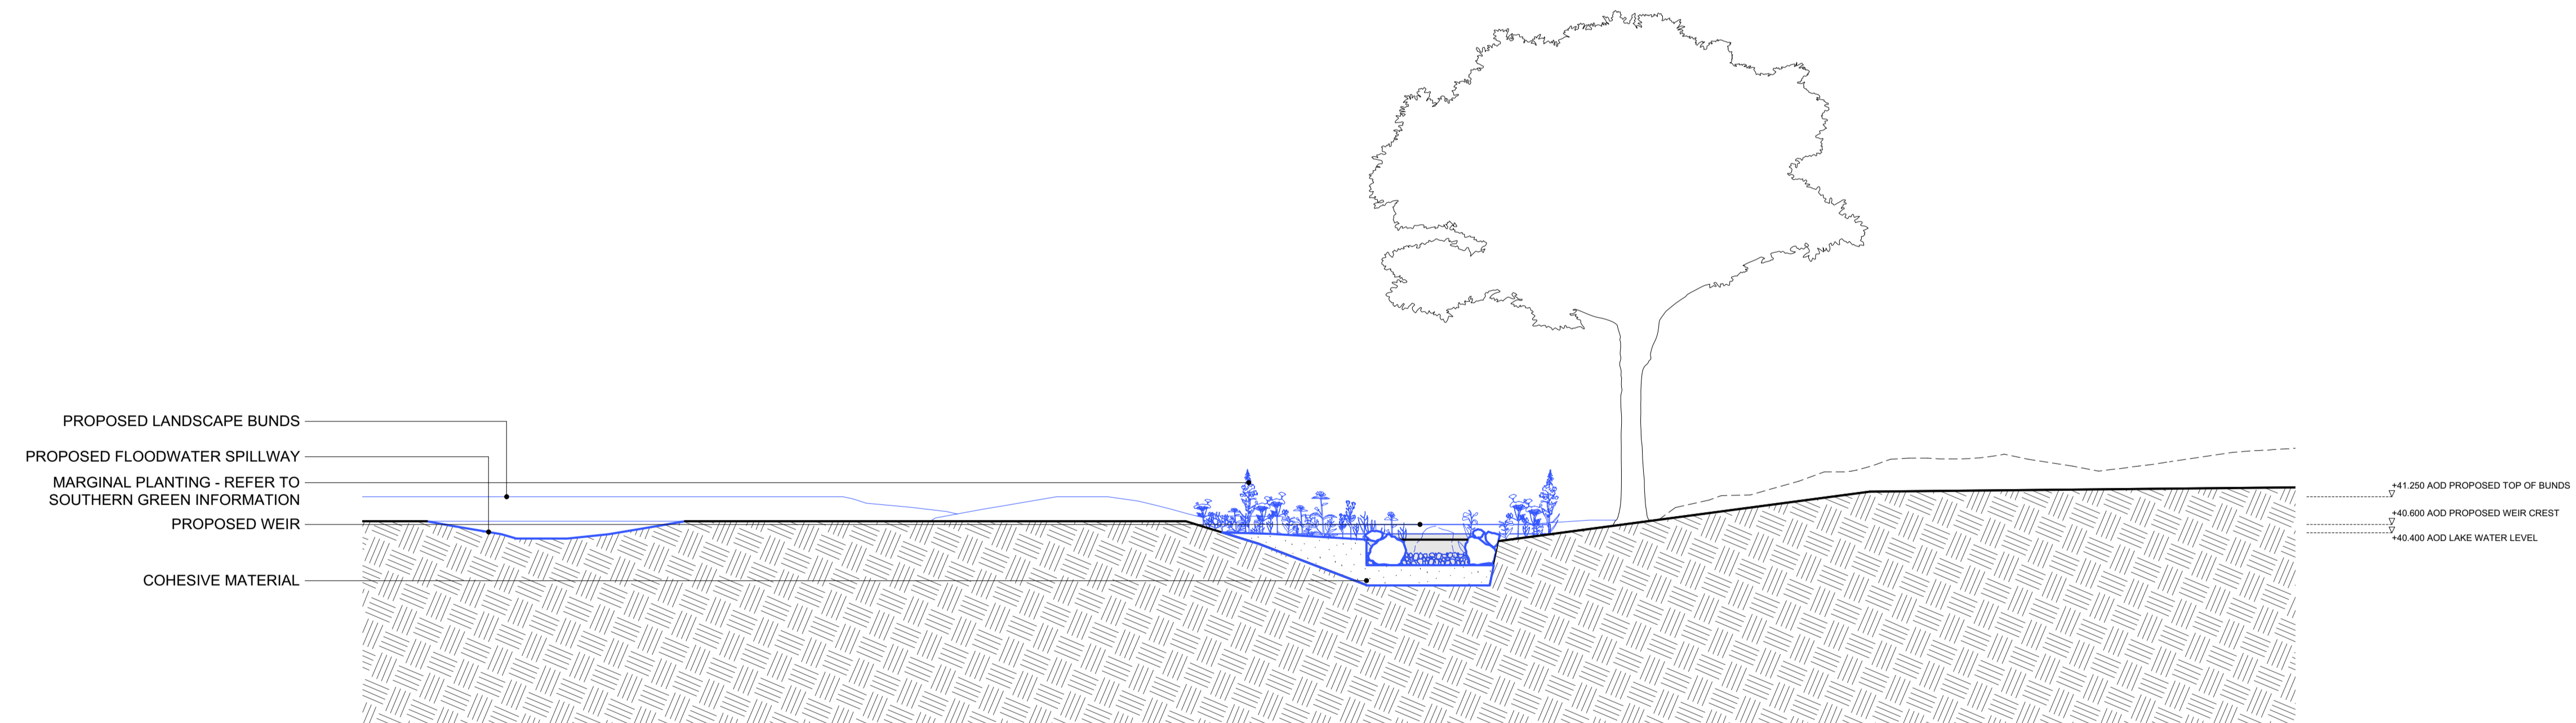 PROPOSED LANDSCAPE BUNDS
PROPOSED FLOODWATER SPILLWAY
MARGINAL PLANTING - REFER TO
SOUTHERN GREEN INFORMATION
PROPOSED WEIR
COHESIVE MATERIAL
+41.250 AOD PROPOSED TOP OF BUNDS
+40.600 AOD PROPOSED WEIR CREST
+40.400 AOD LAKE WATER LEVEL